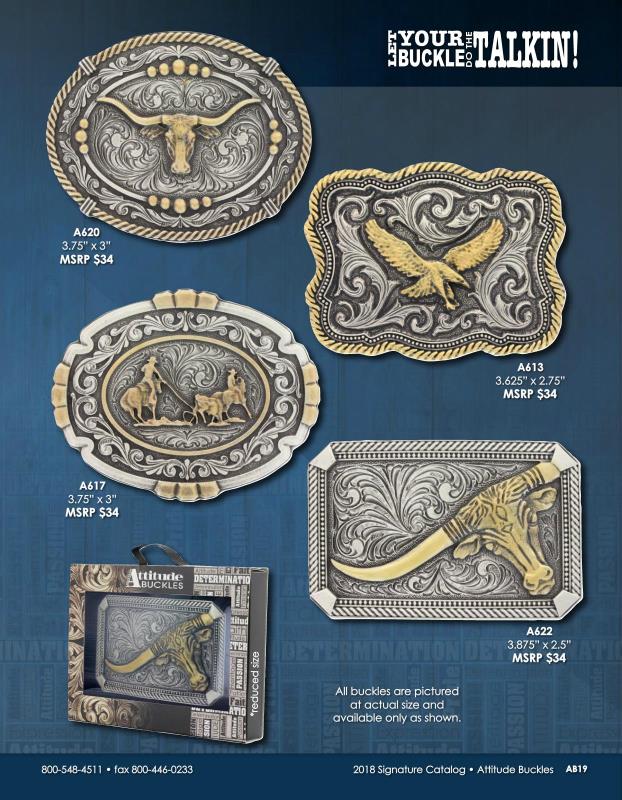 LET YOUR BUCKLE DO THE TALKIN!
A620
3.75" x 3"
MSRP $34
A613
3.625" x 2.75"
MSRP $34
A617
3.75" x 3"
MSRP $34
A622
3.875" x 2.5"
MSRP $34
Attitude
BUCKLES
DETERMINATIO
PASSION
*reduced size
All buckles are pictured
at actual size and
available only as shown.
800-548-4511 • fax 800-446-0233
2018 Signature Catalog • Attitude Buckles AB19